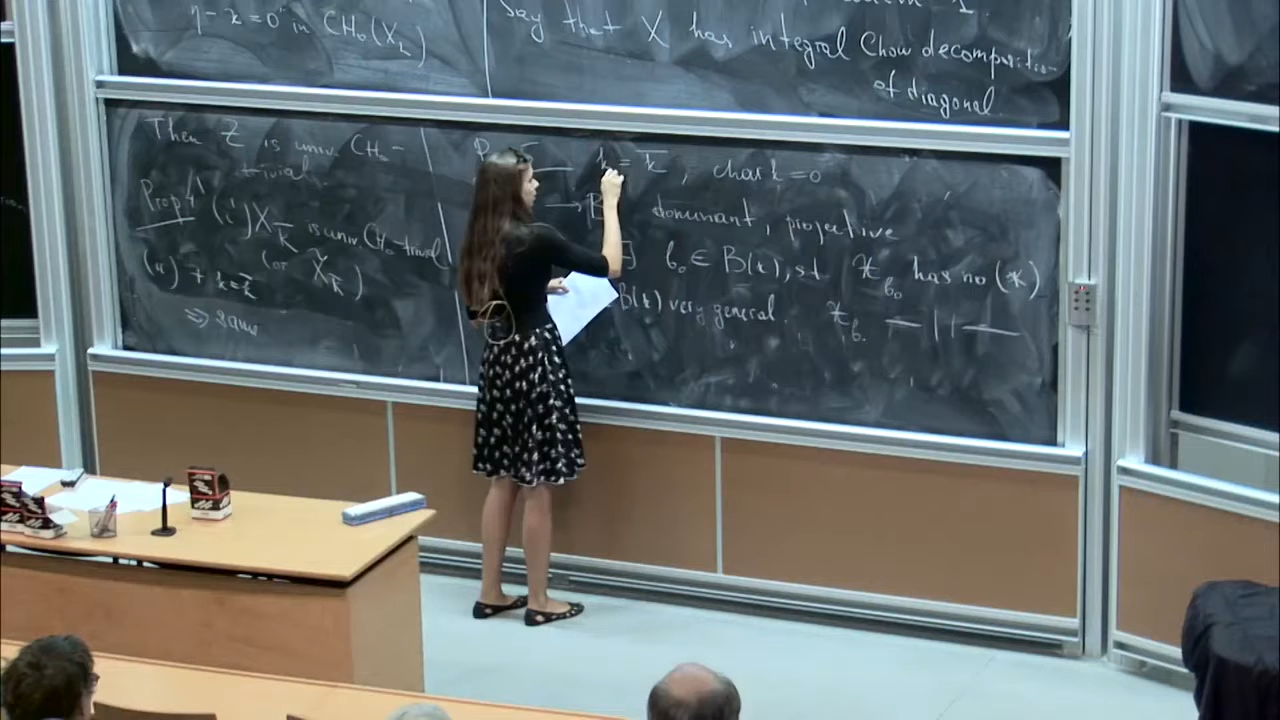 η - x = 0 in CH₀(X_L)
Say that X has integral Chow decomposition
of diagonal.
Then Z is univ. CH₀-
trivial.
Prop 4 (i) X_K̄ is univ CH₀-trivial
(or X̃_K̄)
(ii) + k=k̄
⇒ same
k = k̄ , char k = 0
→ B dominant, projective
∃ b₀ ∈ B(k), st 𝒳_b₀ has no (*)
B(k) very general 𝒳_b. —||—